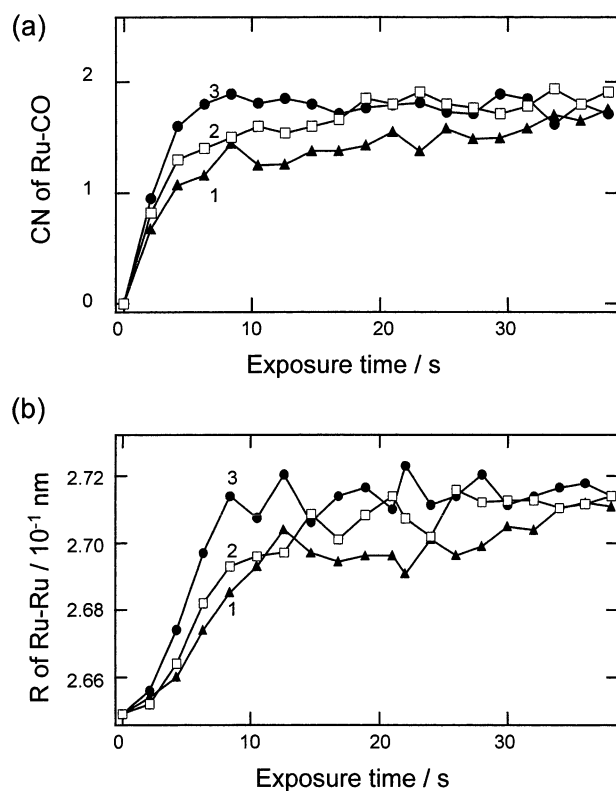 (a)
CN of Ru-CO
2
1
0
3
2
1
0 10 20 30
Exposure time / s
(b)
R of Ru-Ru / 10⁻¹ nm
2.72
2.70
2.68
2.66
3
2
1
0 10 20 30
Exposure time / s